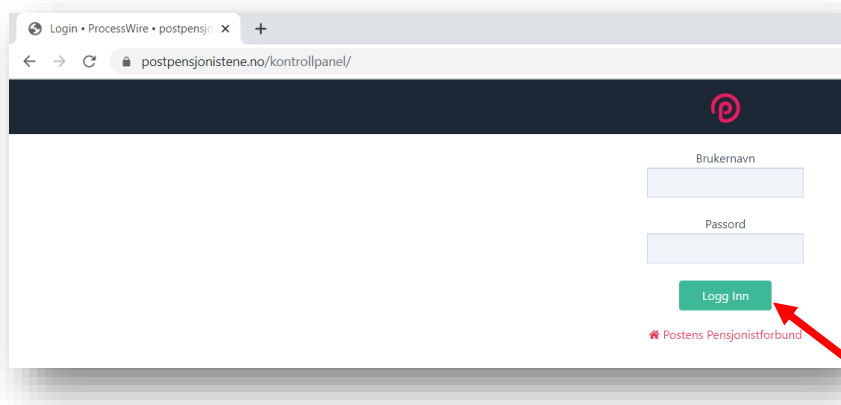 Login • ProcessWire • postpensjo
postpensjonistene.no/kontrollpanel/
Brukernavn
Passord
Logg Inn
Postens Pensjonistforbund